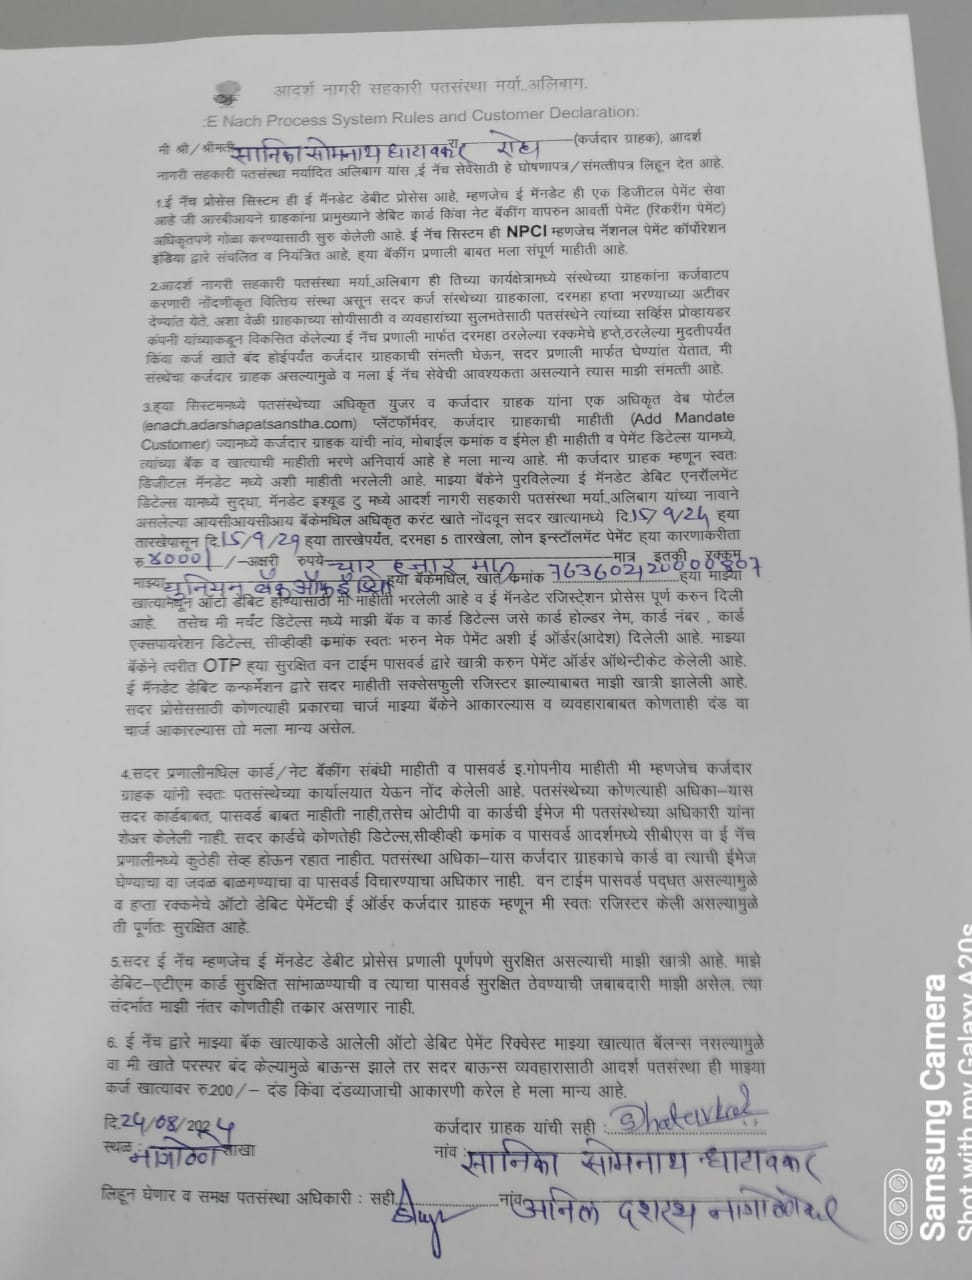 आदर्श नागरी सहकारी पतसंस्था मर्या..अलिबाग.
:E Nach Process System Rules and Customer Declaration:
मी श्री/श्रीमती सानिका सोमनाथ धाटावकर रा. रोहा (कर्जदार ग्राहक), आदर्श
नागरी सहकारी पतसंस्था मर्यादित अलिबाग यांस ,ई नॅच सेवेसाठी हे घोषणापत्र/संमत्तीपत्र लिहून देत आहे.
1.ई नॅच प्रोसेस सिस्टम ही ई मॅनडेट डेबीट प्रोसेस आहे. म्हणजेच ई मॅनडेट ही एक डिजीटल पेमेंट सेवा
आहे जी आरबीआयने ग्राहकांना प्रामुख्याने डेबिट कार्ड किंवा नेट बॅकींग वापरुन आवर्ती पेमेंट (रिकरींग पेमेंट)
अधिकृतपणे गोळा करण्यासाठी सुरु केलेली आहे. ई नॅच सिस्टम ही NPCI म्हणजेच नॅशनल पेमेंट कॉर्पोरेशन
इंडिया द्वारे संचलित व नियंत्रित आहे, ह्या बॅकींग प्रणाली बाबत मला संपूर्ण माहीती आहे.
2.आदर्श नागरी सहकारी पतसंस्था मर्या..अलिबाग ही तिच्या कार्यक्षेत्रामध्ये संस्थेच्या ग्राहकांना कर्जवाटप
करणारी नोंदणीकृत वित्तिय संस्था असून सदर कर्ज संस्थेच्या ग्राहकाला, दरमहा हप्ता भरण्याच्या अटीवर
देण्यांत येते. अशा वेळी ग्राहकाच्या सोयीसाठी व व्यवहारांच्या सुलभतेसाठी पतसंस्थेने त्यांच्या सर्व्हिस प्रोव्हायडर
कंपनी यांच्याकडून विकसित केलेल्या ई नॅच प्रणाली मार्फत दरमहा ठरलेल्या रक्कमेचे हप्ते,ठरलेल्या मुदतीपर्यंत
किंवा कर्ज खाते बंद होईपर्यंत कर्जदार ग्राहकाची संमत्ती घेऊन, सदर प्रणाली मार्फत घेण्यांत येतात, मी
संस्थेचा कर्जदार ग्राहक असल्यामुळे व मला ई नॅच सेवेची आवश्यकता असल्याने त्यास माझी संमत्ती आहे.
3.ह्या सिस्टममध्ये पतसंस्थेच्या अधिकृत युजर व कर्जदार ग्राहक यांना एक अधिकृत वेब पोर्टल
(enach.adarshapatsanstha.com) प्लॅटफॉर्मवर, कर्जदार ग्राहकाची माहीती (Add Mandate
Customer) ज्यामध्ये कर्जदार ग्राहक यांची नांव, मोबाईल कमांक व ईमेल ही माहीती व पेमेंट डिटेल्स यामध्ये,
त्यांच्या बॅक व खात्याची माहीती भरणे अनिवार्य आहे हे मला मान्य आहे. मी कर्जदार ग्राहक म्हणून स्वतः
डिजीटल मॅनडेट मध्ये अशी माहीती भरलेली आहे. माझ्या बॅकेने पुरविलेल्या ई मॅनडेट डेबिट एनरॉलमेंट
डिटेल्स यामध्ये सुद्धा, मॅनडेट इश्यूड टु मध्ये आदर्श नागरी सहकारी पतसंस्था मर्या..अलिबाग यांच्या नावाने
असलेल्या आयसीआयसीआय बॅकेमधिल अधिकृत करंट खाते नोंदवून सदर खात्यामध्ये दि.15/9/24 ह्या
तारखेपासून दि.15/9/29 ह्या तारखेपर्यंत, दरमहा 5 तारखेला, लोन इन्स्टॉलमेंट पेमेंट ह्या कारणाकरीता
रु ४००० /-अक्षरी रुपये चार हजार मात्र मात्र इतकी रक्कम
माझ्या युनियन बँक ऑफ इंडिया ह्या बॅकेमधिल, खाते कमांक 763602120000807 ह्या माझ्या
खात्यामधून ऑटो डेबिट होण्यासाठी मी माहीती भरलेली आहे व ई मॅनडेट रजिस्ट्रेशन प्रोसेस पूर्ण करुन दिली
आहे. तसेच मी मर्चंट डिटेल्स मध्ये माझी बॅक व कार्ड डिटेल्स जसे कार्ड होल्डर नेम, कार्ड नंबर , कार्ड
एक्सपायरेशन डिटेल्स, सीव्हीव्ही कमांक स्वतः भरुन मेक पेमेंट अशी ई ऑर्डर(आदेश) दिलेली आहे. माझ्या
बॅकेने त्वरीत OTP ह्या सुरक्षित वन टाईम पासवर्ड द्वारे खात्री करुन पेमेंट ऑर्डर ऑथेन्टीकेट केलेली आहे.
ई मॅनडेट डेबिट कन्फर्मेशन द्वारे सदर माहीती सक्सेसफुली रजिस्टर झाल्याबाबत माझी खात्री झालेली आहे.
सदर प्रोसेससाठी कोणत्याही प्रकारचा चार्ज माझ्या बॅकेने आकारल्यास व व्यवहाराबाबत कोणताही दंड वा
चार्ज आकारल्यास तो मला मान्य असेल.
4.सदर प्रणालीमधिल कार्ड/नेट बॅकींग संबंधी माहीती व पासवर्ड इ.गोपनीय माहीती मी म्हणजेच कर्जदार
ग्राहक यांनी स्वतः पतसंस्थेच्या कार्यालयात येऊन नोंद केलेली आहे. पतसंस्थेच्या कोणत्याही अधिका–यास
सदर कार्डबाबत, पासवर्ड बाबत माहीती नाही,तसेच ओटीपी वा कार्डची ईमेज मी पतसंस्थेच्या अधिकारी यांना
शेअर केलेली नाही. सदर कार्डचे कोणतेही डिटेल्स,सीव्हीव्ही कमांक व पासवर्ड आदर्शमध्ये सीबीएस वा ई नॅच
प्रणालीमध्ये कुठेही सेव्ह होऊन रहात नाहीत. पतसंस्था अधिका–यास कर्जदार ग्राहकाचे कार्ड वा त्याची ईमेज
घेण्याचा वा जवळ बाळगण्याचा वा पासवर्ड विचारण्याचा अधिकार नाही. वन टाईम पासवर्ड पद्धत असल्यामुळे
व हप्ता रक्कमेचे ऑटो डेबिट पेमेंटची ई ऑर्डर कर्जदार ग्राहक म्हणून मी स्वतः रजिस्टर केली असल्यामुळे
ती पूर्णतः सुरक्षित आहे.
5.सदर ई नॅच म्हणजेच ई मॅनडेट डेबीट प्रोसेस प्रणाली पूर्णपणे सुरक्षित असल्याची माझी खात्री आहे. माझे
डेबिट–एटीएम कार्ड सुरक्षित सांभाळण्याची व त्याचा पासवर्ड सुरक्षित ठेवण्याची जबाबदारी माझी असेल. त्या
संदर्भात माझी नंतर कोणतीही तकार असणार नाही.
6. ई नॅच द्वारे माझ्या बॅक खात्याकडे आलेली ऑटो डेबिट पेमेंट रिक्वेस्ट माझ्या खात्यात बॅलन्स नसल्यामुळे
वा मी खाते परस्पर बंद केल्यामुळे बाऊन्स झाले तर सदर बाऊन्स व्यवहारासाठी आदर्श पतसंस्था ही माझ्या
कर्ज खात्यावर रु.200/– दंड किंवा दंडव्याजाची आकारणी करेल हे मला मान्य आहे.
दि.24/08/2024 कर्जदार ग्राहक यांची सही : Dhatavkar
स्थळ : नागोठणे शाखा नांव : सानिका सोमनाथ धाटावकर
लिहून घेणार व समक्ष पतसंस्था अधिकारी : सही. नांव अनिल दशरथ नागोठणेकर
Samsung Camera
Shot with my Galaxy A20s